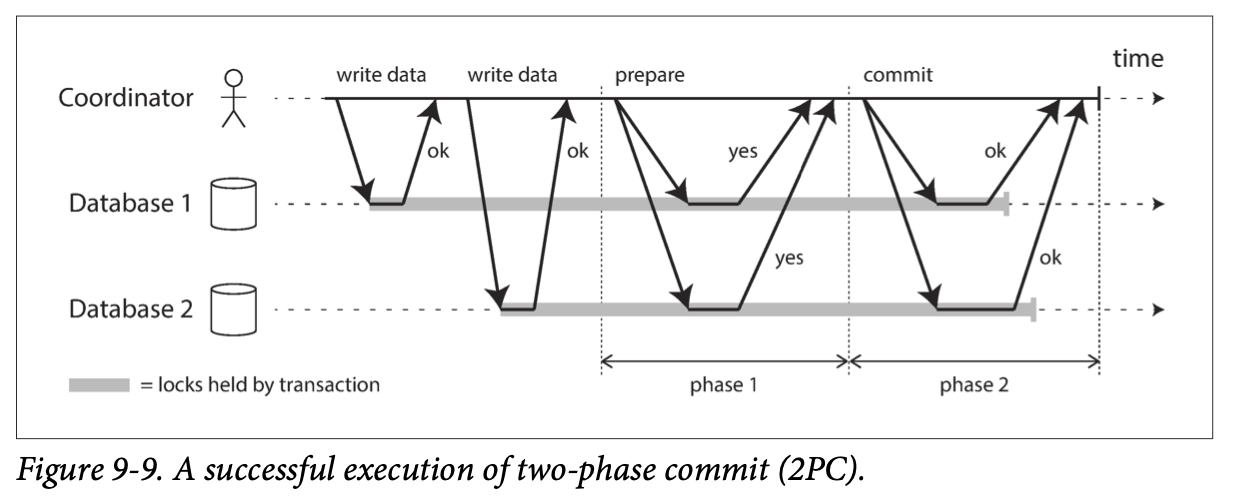 time
write data
write data
prepare
commit
Coordinator
ok
ok
yes
ok
Database 1
yes
ok
Database 2
= locks held by transaction
phase 1
phase 2
Figure 9-9. A successful execution of two-phase commit (2PC).